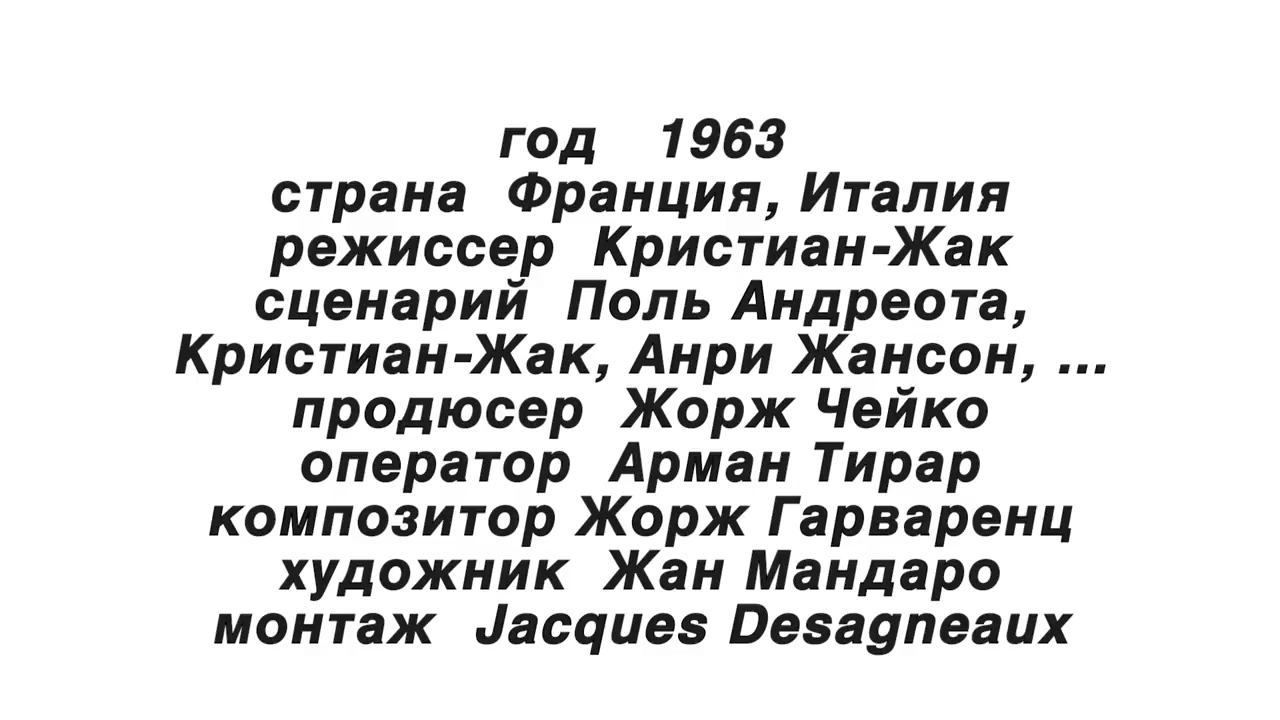 год 1963
страна Франция, Италия
режиссер Кристиан-Жак
сценарий Поль Андреота,
Кристиан-Жак, Анри Жансон, ...
продюсер Жорж Чейко
оператор Арман Тирар
композитор Жорж Гарваренц
художник Жан Мандаро
монтаж Jacques Desagneaux